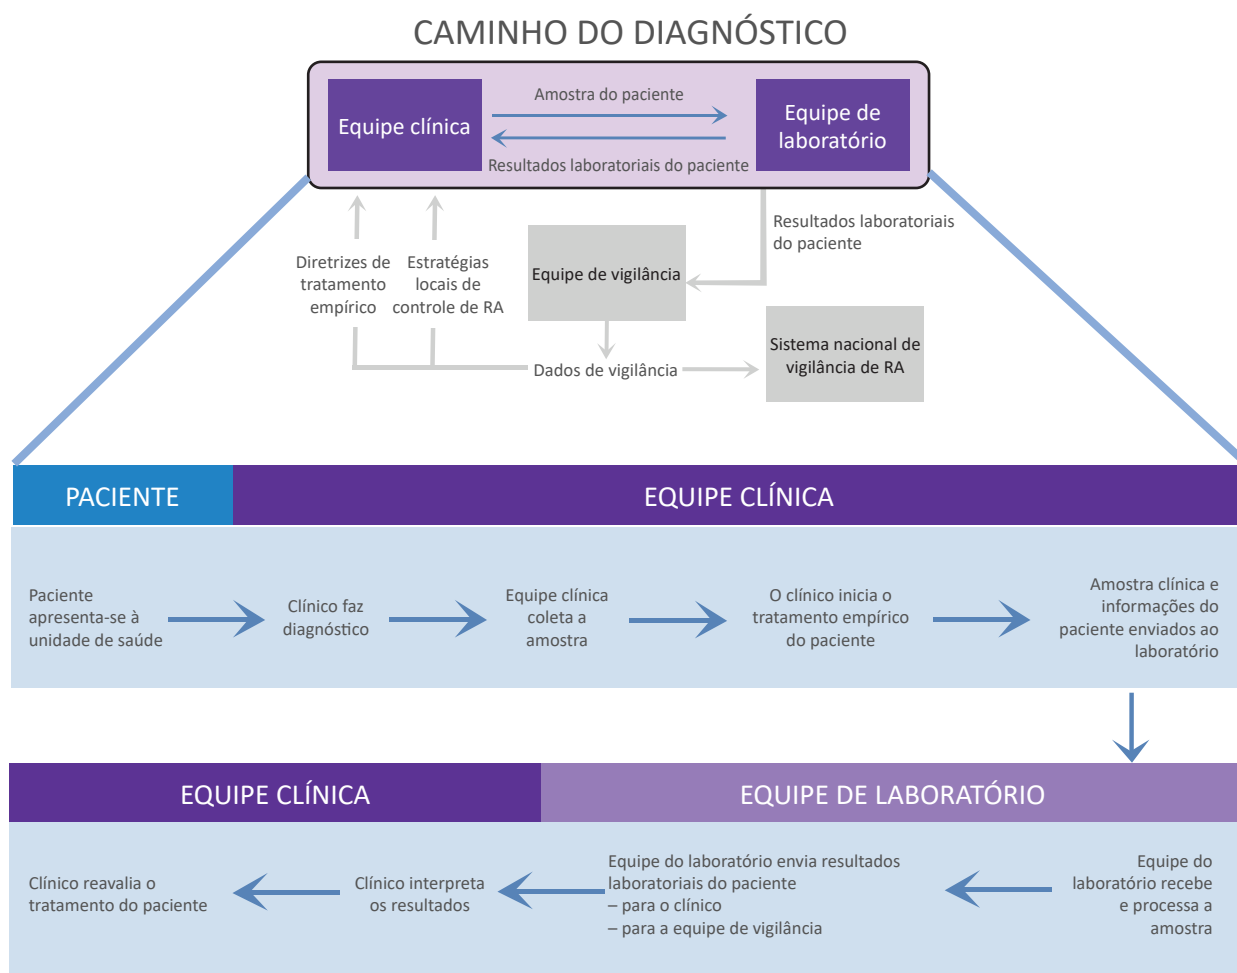 CAMINHO DO DIAGNÓSTICO
Equipe clínica
Amostra do paciente
Resultados laboratoriais do paciente
Equipe de
laboratório
Diretrizes de
tratamento
empírico
Estratégias
locais de
controle de RA
Equipe de vigilância
Resultados laboratoriais
do paciente
Dados de vigilância
Sistema nacional de
vigilância de RA
PACIENTE
EQUIPE CLÍNICA
Paciente
apresenta-se à
unidade de saúde
Clínico faz
diagnóstico
Equipe clínica
coleta a
amostra
O clínico inicia o
tratamento empírico
do paciente
Amostra clínica e
informações do
paciente enviados ao
laboratório
EQUIPE CLÍNICA
EQUIPE DE LABORATÓRIO
Clínico reavalia o
tratamento do paciente
Clínico interpreta
os resultados
Equipe do laboratório envia resultados
laboratoriais do paciente
– para o clínico
– para a equipe de vigilância
Equipe do
laboratório recebe
e processa a
amostra